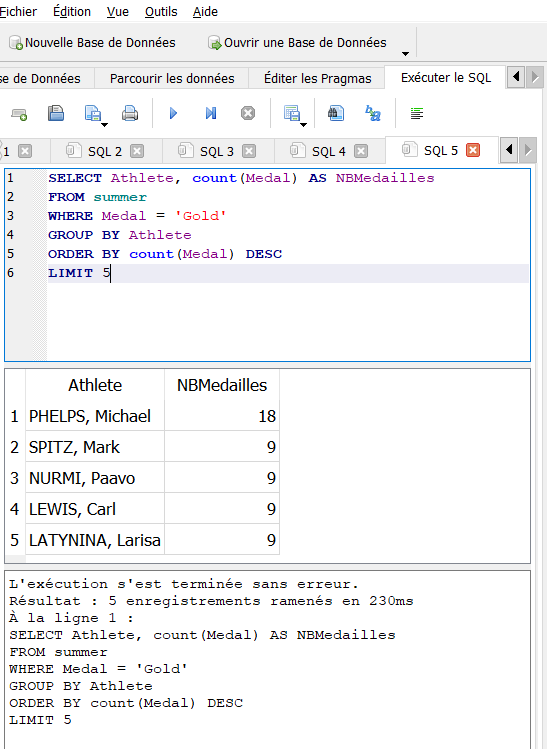 Fichier Édition Vue Outils Aide
Nouvelle Base de Données Ouvrir une Base de Données
se de Données Parcourir les données Éditer les Pragmas Exécuter le SQL
1 SQL 2 SQL 3 SQL 4 SQL 5
1 SELECT Athlete, count(Medal) AS NBMedailles
2 FROM summer
3 WHERE Medal = 'Gold'
4 GROUP BY Athlete
5 ORDER BY count(Medal) DESC
6 LIMIT 5
Athlete NBMedailles
1 PHELPS, Michael 18
2 SPITZ, Mark 9
3 NURMI, Paavo 9
4 LEWIS, Carl 9
5 LATYNINA, Larisa 9
L'exécution s'est terminée sans erreur.
Résultat : 5 enregistrements ramenés en 230ms
À la ligne 1 :
SELECT Athlete, count(Medal) AS NBMedailles
FROM summer
WHERE Medal = 'Gold'
GROUP BY Athlete
ORDER BY count(Medal) DESC
LIMIT 5